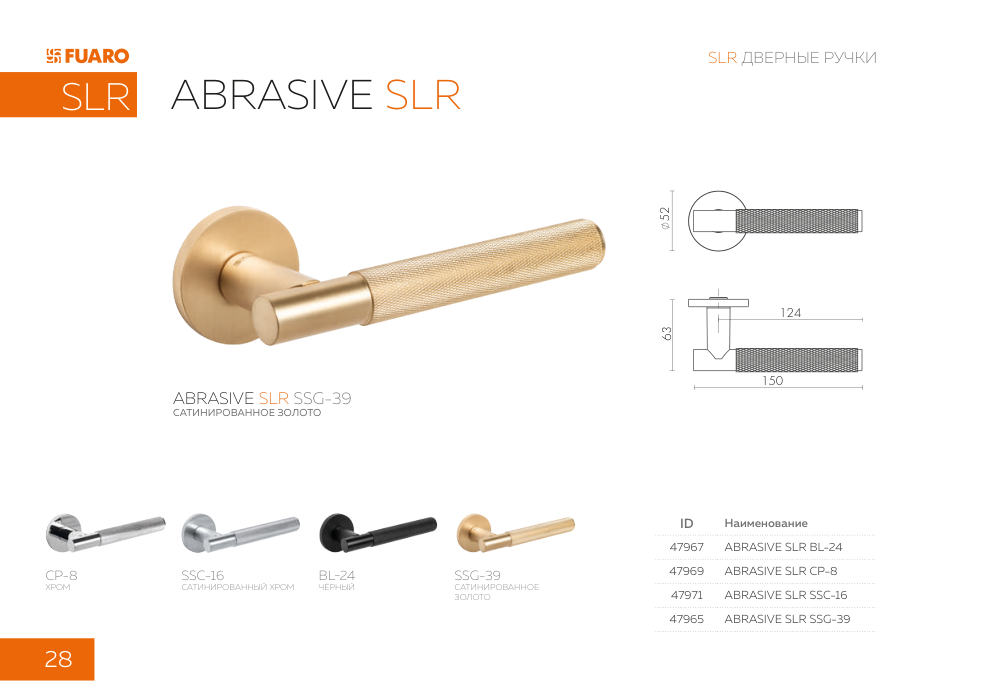 FUARO
SLR ДВЕРНЫЕ РУЧКИ
SLR
ABRASIVE SLR
⌀52
124
63
150
ABRASIVE SLR SSG-39
САТИНИРОВАННОЕ ЗОЛОТО
CP-8
ХРОМ
SSC-16
САТИНИРОВАННЫЙ ХРОМ
BL-24
ЧЁРНЫЙ
SSG-39
САТИНИРОВАННОЕ
ЗОЛОТО
ID Наименование
47967 ABRASIVE SLR BL-24
47969 ABRASIVE SLR CP-8
47971 ABRASIVE SLR SSC-16
47965 ABRASIVE SLR SSG-39
28